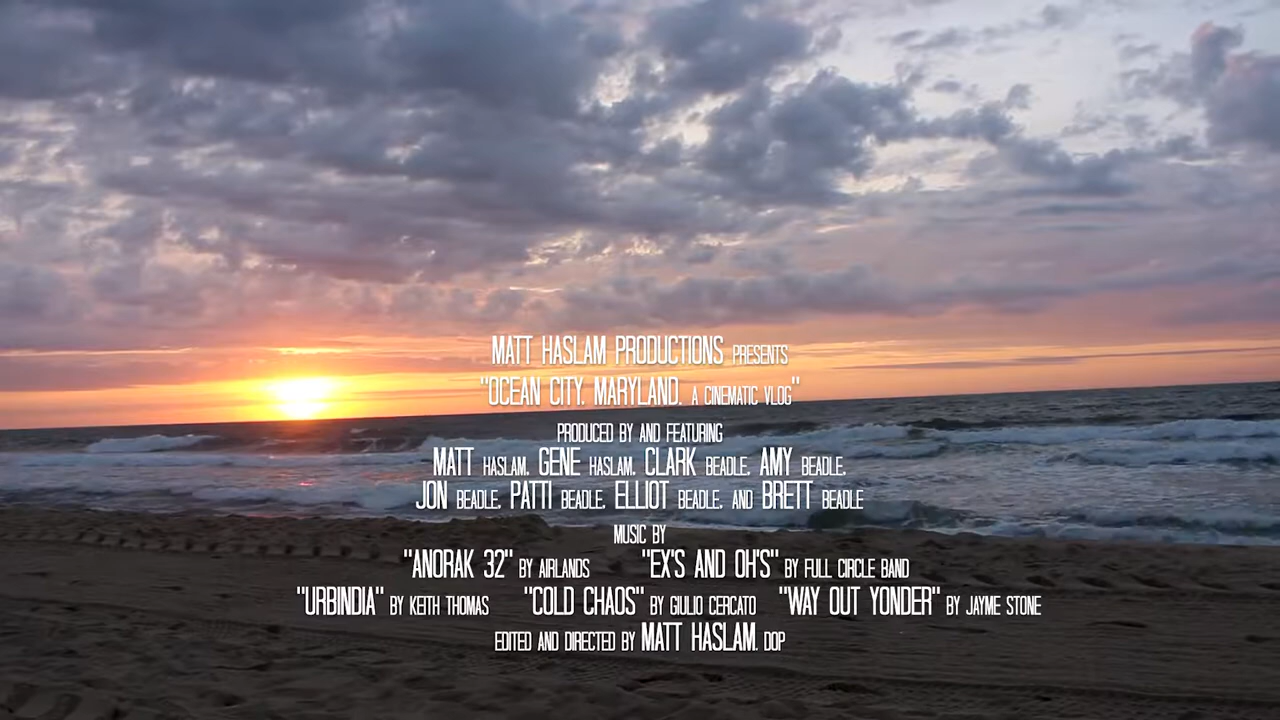 MATT HASLAM PRODUCTIONS PRESENTS
"OCEAN CITY, MARYLAND, A CINEMATIC VLOG"
PRODUCED BY AND FEATURING
MATT HASLAM, GENE HASLAM, CLARK BEADLE, AMY BEADLE,
JON BEADLE, PATTI BEADLE, ELLIOT BEADLE, AND BRETT BEADLE
MUSIC BY
"ANORAK 32" BY AIRLANDS "EX'S AND OH'S" BY FULL CIRCLE BAND
"URBINDIA" BY KEITH THOMAS "COLD CHAOS" BY GIULIO CERCATO "WAY OUT YONDER" BY JAYME STONE
EDITED AND DIRECTED BY MATT HASLAM, DOP